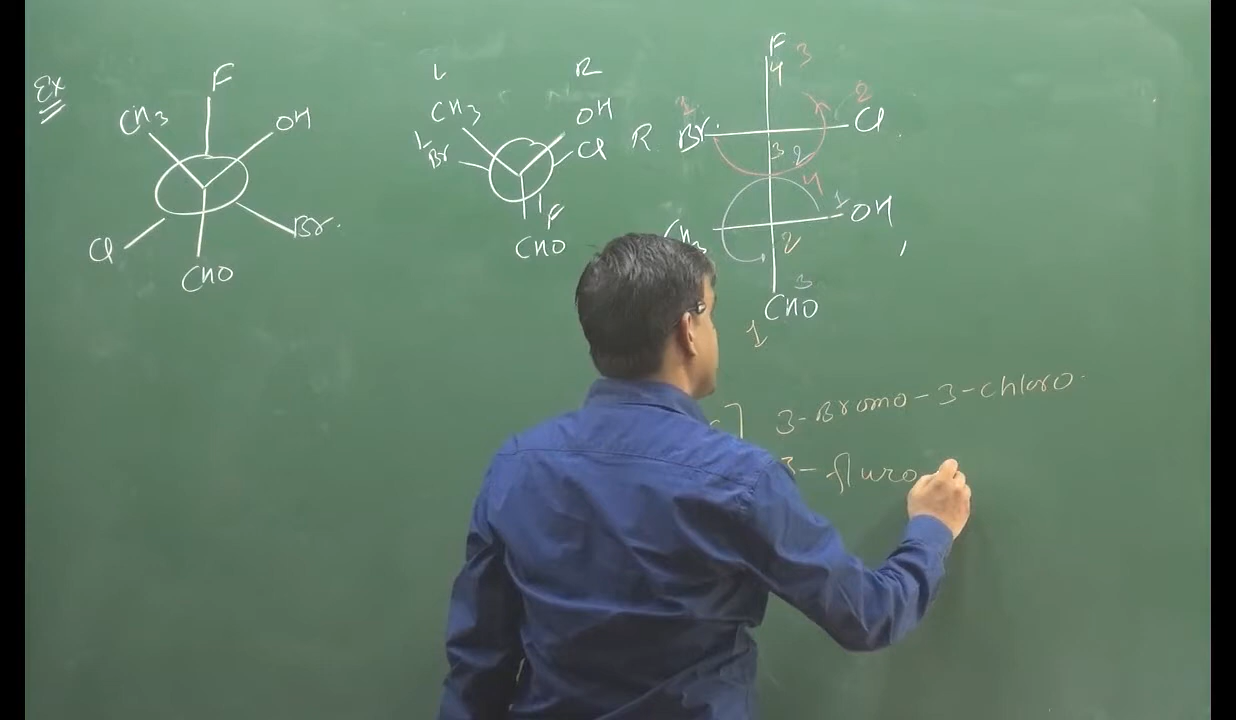 Ex
F
CH3
OH
Cl
Br.
CHO
L
R
CH3
OH
L
Br
Cl
F
CHO
R
F
4
3
1
Br.
2
Cl.
3
2
4
1
OH
,
2
3
CHO
1
]
3-Bromo-3-chloro-
3-fluro